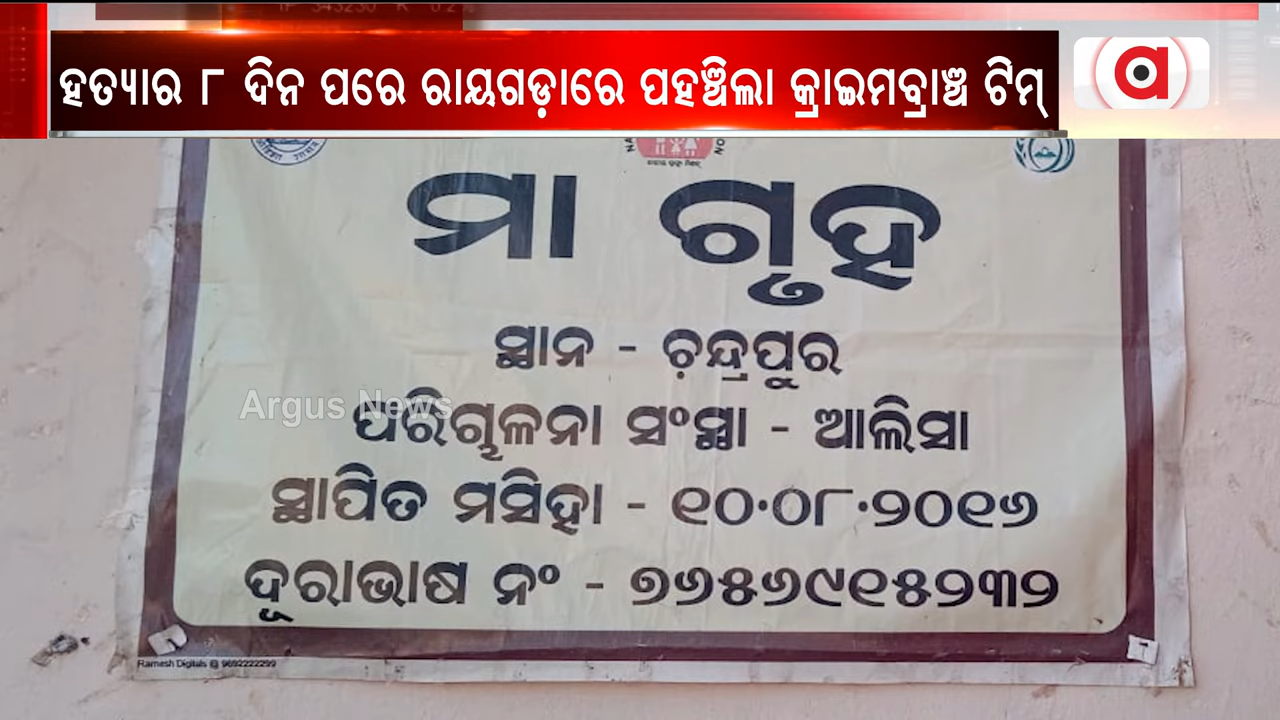 ହତ୍ୟାର ୮ ଦିନ ପରେ ରାୟଗଡ଼ାରେ ପହଞ୍ଚିଲା କ୍ରାଇମବ୍ରାଞ୍ଚ ଟିମ୍
a
ମା ଗୃହ
ସ୍ଥାନ - ଚନ୍ଦ୍ରପୁର
Argus News
ପରିଚାଳନା ସଂସ୍ଥା - ଆଲିସା
ସ୍ଥାପିତ ମସିହା - ୧୦.୦୮.୨୦୧୬
ଦୂରାଭାଷ ନଂ - ୭୬୫୬୯୧୫୨୩୨
Ramesh Digitals @ 9692222299